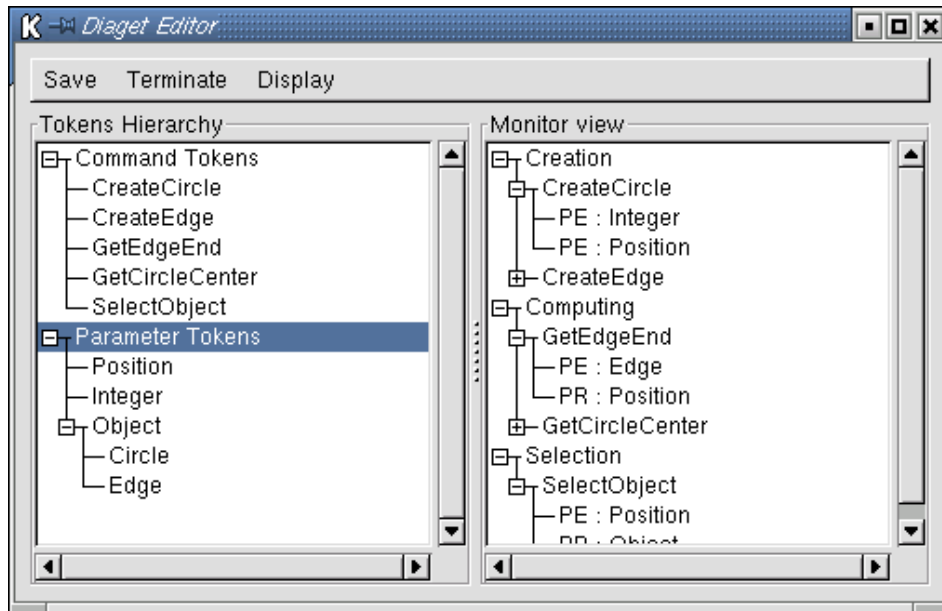 K Diaget Editor
Save Terminate Display
Tokens Hierarchy
Command Tokens
CreateCircle
CreateEdge
GetEdgeEnd
GetCircleCenter
SelectObject
Parameter Tokens
Position
Integer
Object
Circle
Edge
Monitor view
Creation
CreateCircle
PE : Integer
PE : Position
CreateEdge
Computing
GetEdgeEnd
PE : Edge
PR : Position
GetCircleCenter
Selection
SelectObject
PE : Position
PR : Object